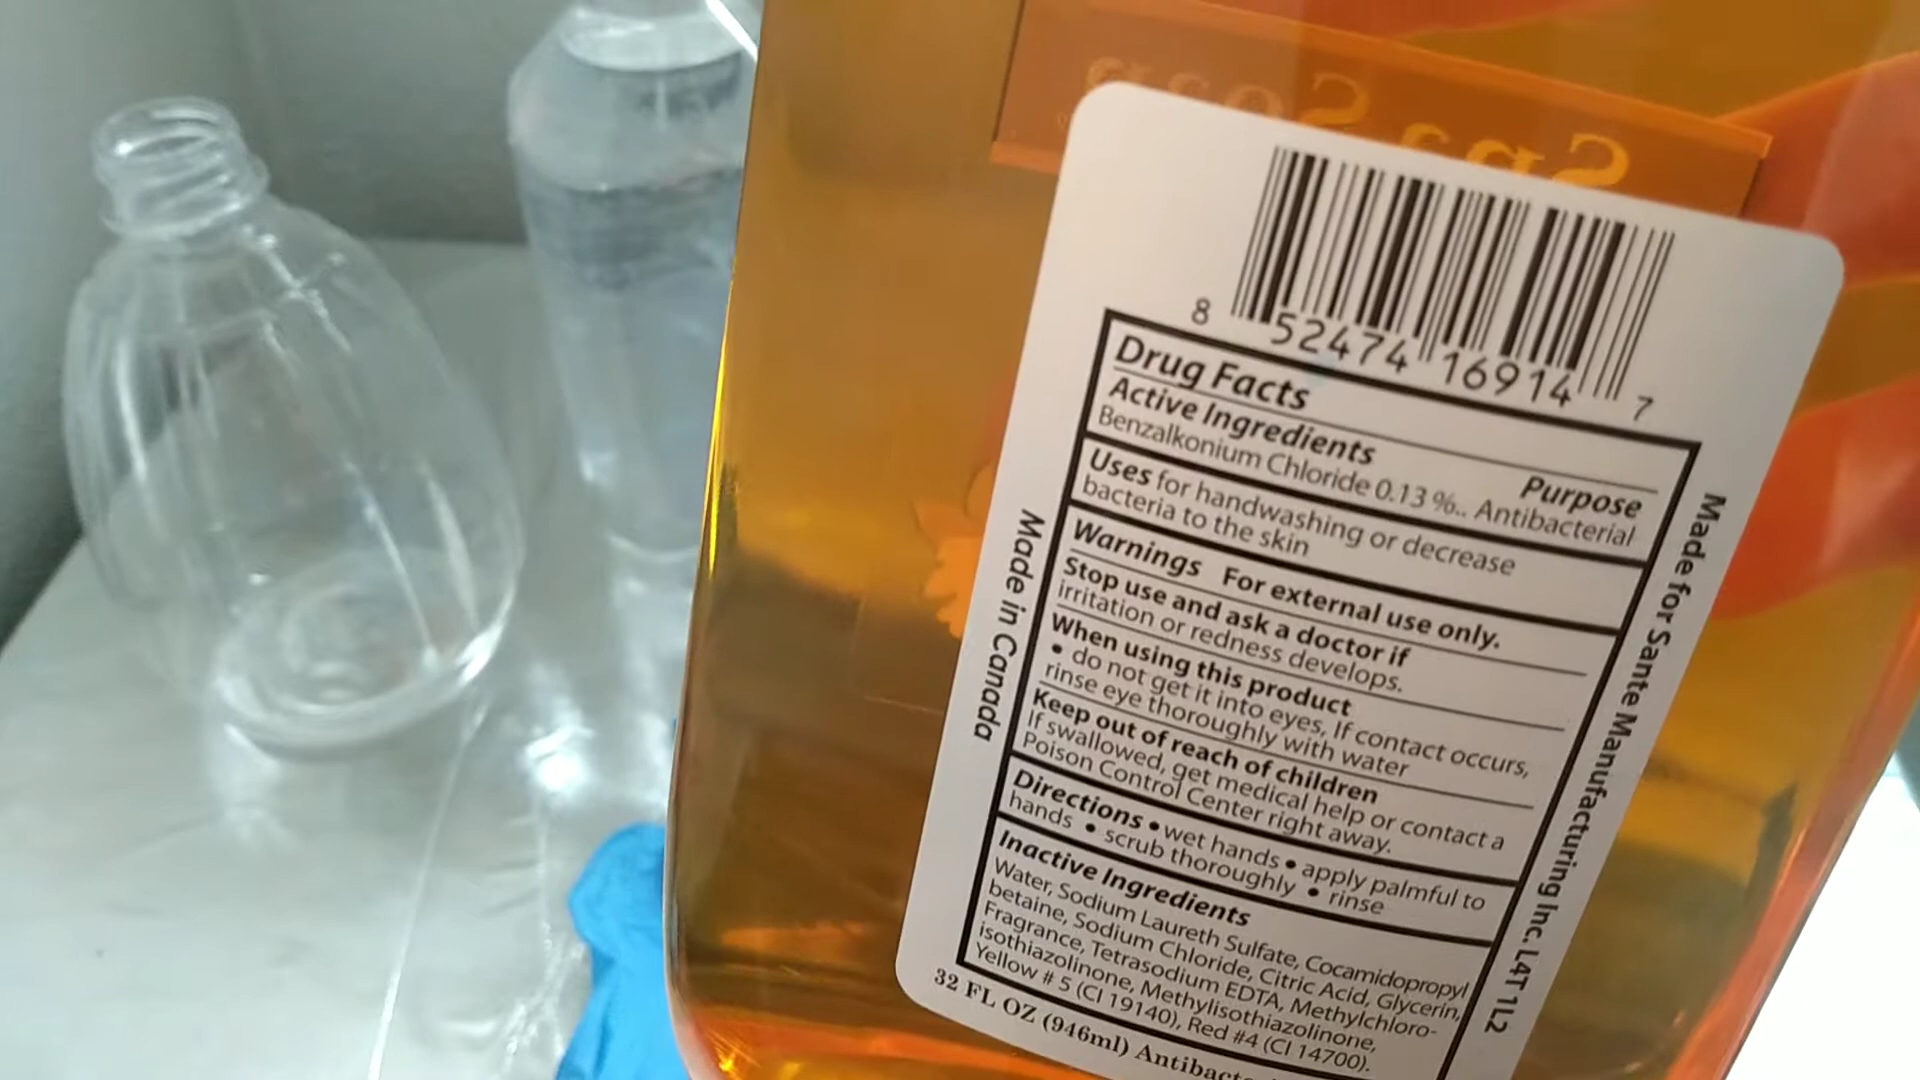 Spa Soap
8 52474 16914 7
Drug Facts
Active Ingredients Purpose
Benzalkonium Chloride 0.13 %.. Antibacterial
Uses for handwashing or decrease
bacteria to the skin
Warnings For external use only.
Stop use and ask a doctor if
irritation or redness develops.
When using this product
• do not get it into eyes, If contact occurs,
rinse eye thoroughly with water
Keep out of reach of children
If swallowed, get medical help or contact a
Poison Control Center right away.
Directions • wet hands • apply palmful to
hands • scrub thoroughly • rinse
Inactive Ingredients
Water, Sodium Laureth Sulfate, Cocamidopropyl
betaine, Sodium Chloride, Citric Acid, Glycerin,
Fragrance, Tetrasodium EDTA, Methylchloro-
isothiazolinone, Methylisothiazolinone,
Yellow # 5 (CI 19140), Red #4 (CI 14700).
Made in Canada
Made for Sante Manufacturing Inc. L4T 1L2
32 FL OZ (946ml)